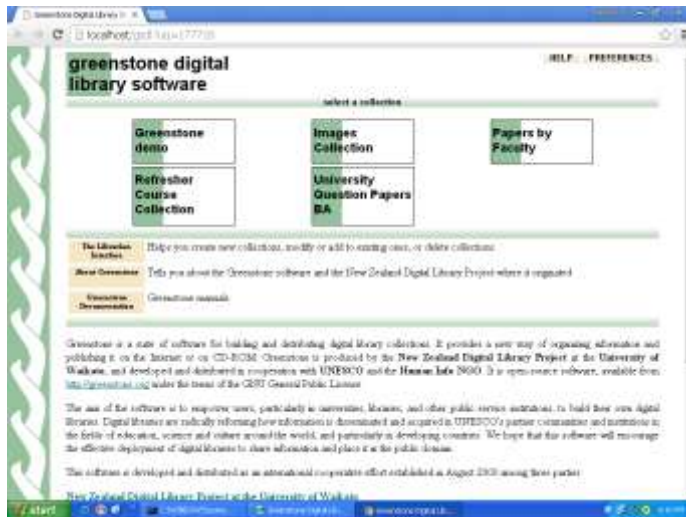 localhost/
greenstone digital
library software
HELP
PREFERENCES
select a collection
Greenstone
demo
Images
Collection
Papers by
Faculty
Refresher
Course
Collection
University
Question Papers
BA
The Librarian
Interface
Helps you create new collections, modify or add to existing ones, or delete collections
About Greenstone
Tells you about the Greenstone software and the New Zealand Digital Library Project where it originated
Greenstone
Documentation
Greenstone manuals
Greenstone is a suite of software for building and distributing digital library collections. It provides a new way of organizing information and
publishing it on the Internet or on CD-ROM. Greenstone is produced by the New Zealand Digital Library Project at the University of
Waikato, and developed and distributed in cooperation with UNESCO and the Human Info NGO. It is open-source software, available from
http://greenstone.org under the terms of the GNU General Public License
The aim of the software is to empower users, particularly in universities, libraries, and other public service institutions, to build their own digital
libraries. Digital libraries are radically reforming how information is disseminated and acquired in UNESCO's partner communities and institutions in
the fields of education, science and culture around the world, and particularly in developing countries. We hope that this software will encourage
the effective deployment of digital libraries to share information and place it in the public domain.
This software is developed and distributed as an international cooperative effort established in August 2000 among three parties
New Zealand Digital Library Project at the University of Waikato
start